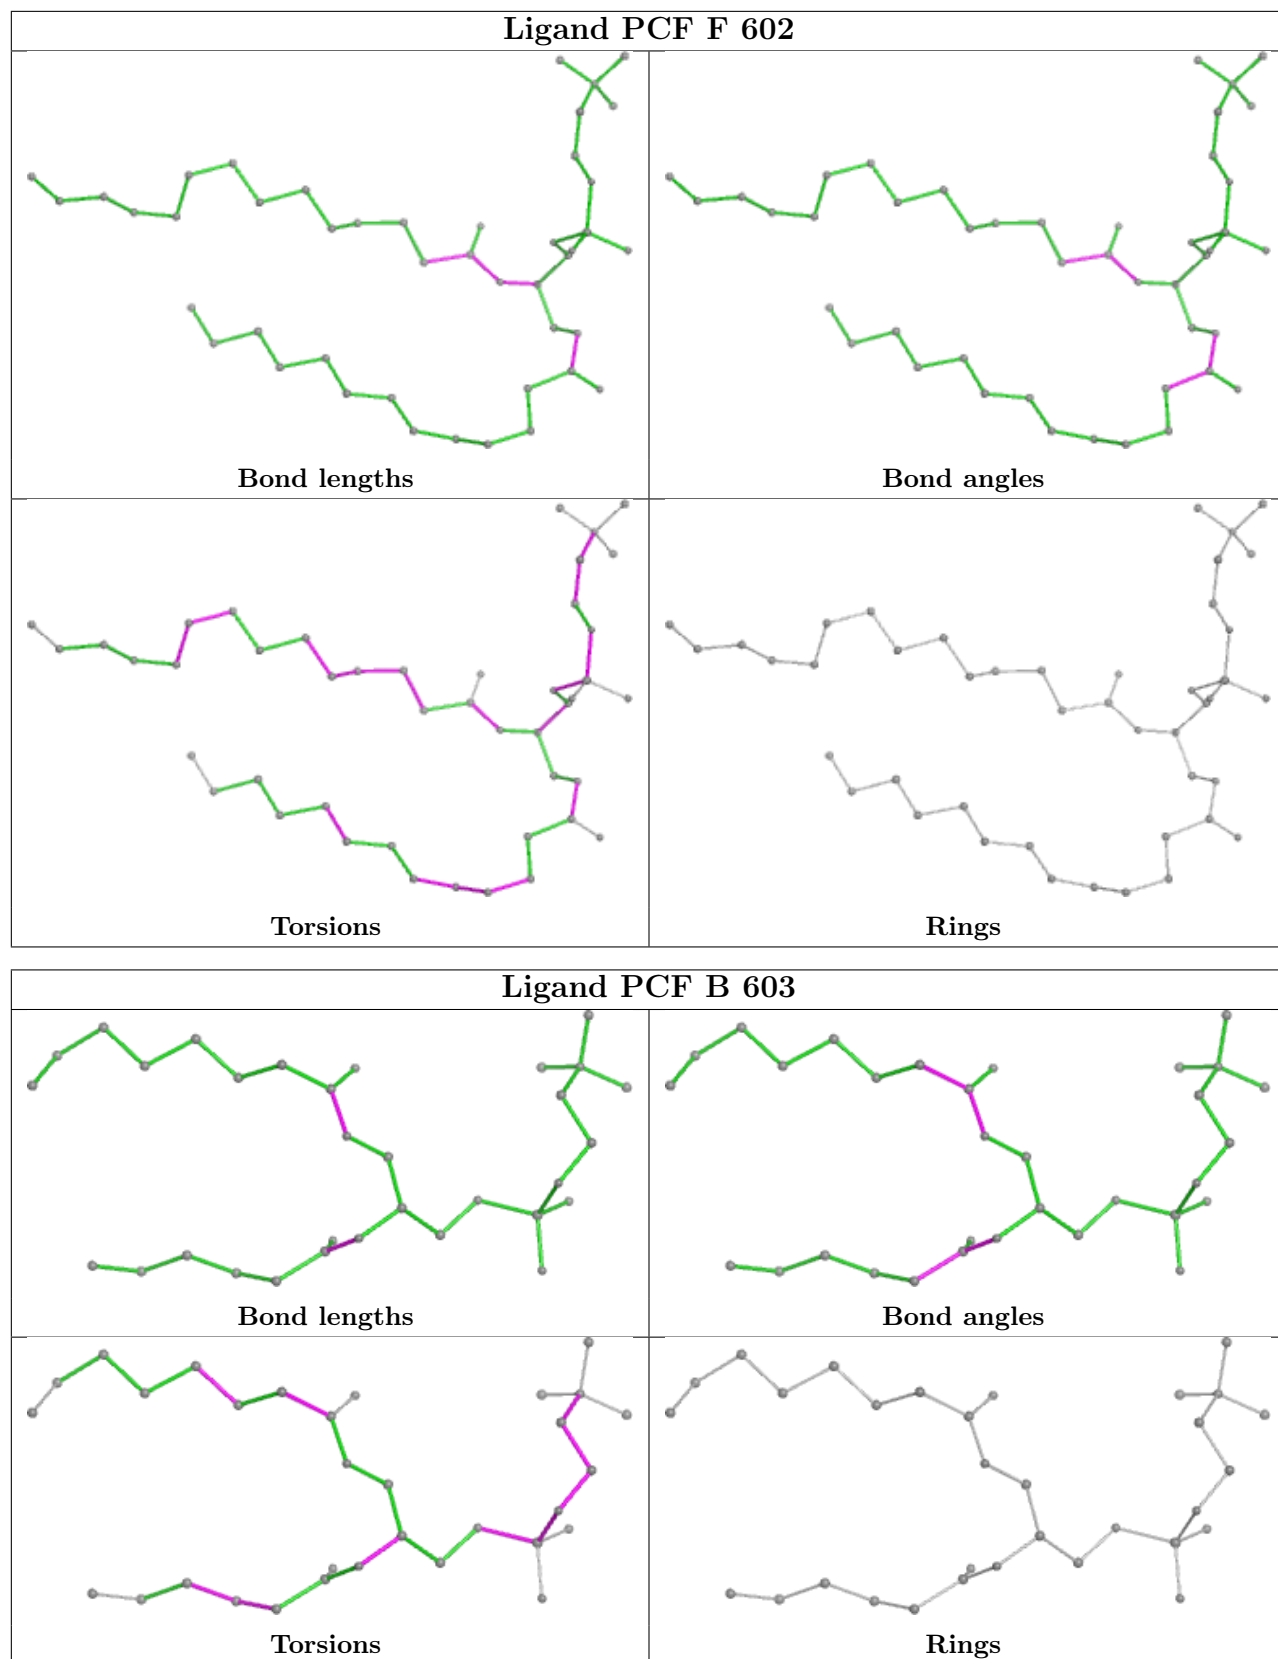 Ligand PCF F 602
Bond lengths
Bond angles
Torsions
Rings
Ligand PCF B 603
Bond lengths
Bond angles
Torsions
Rings